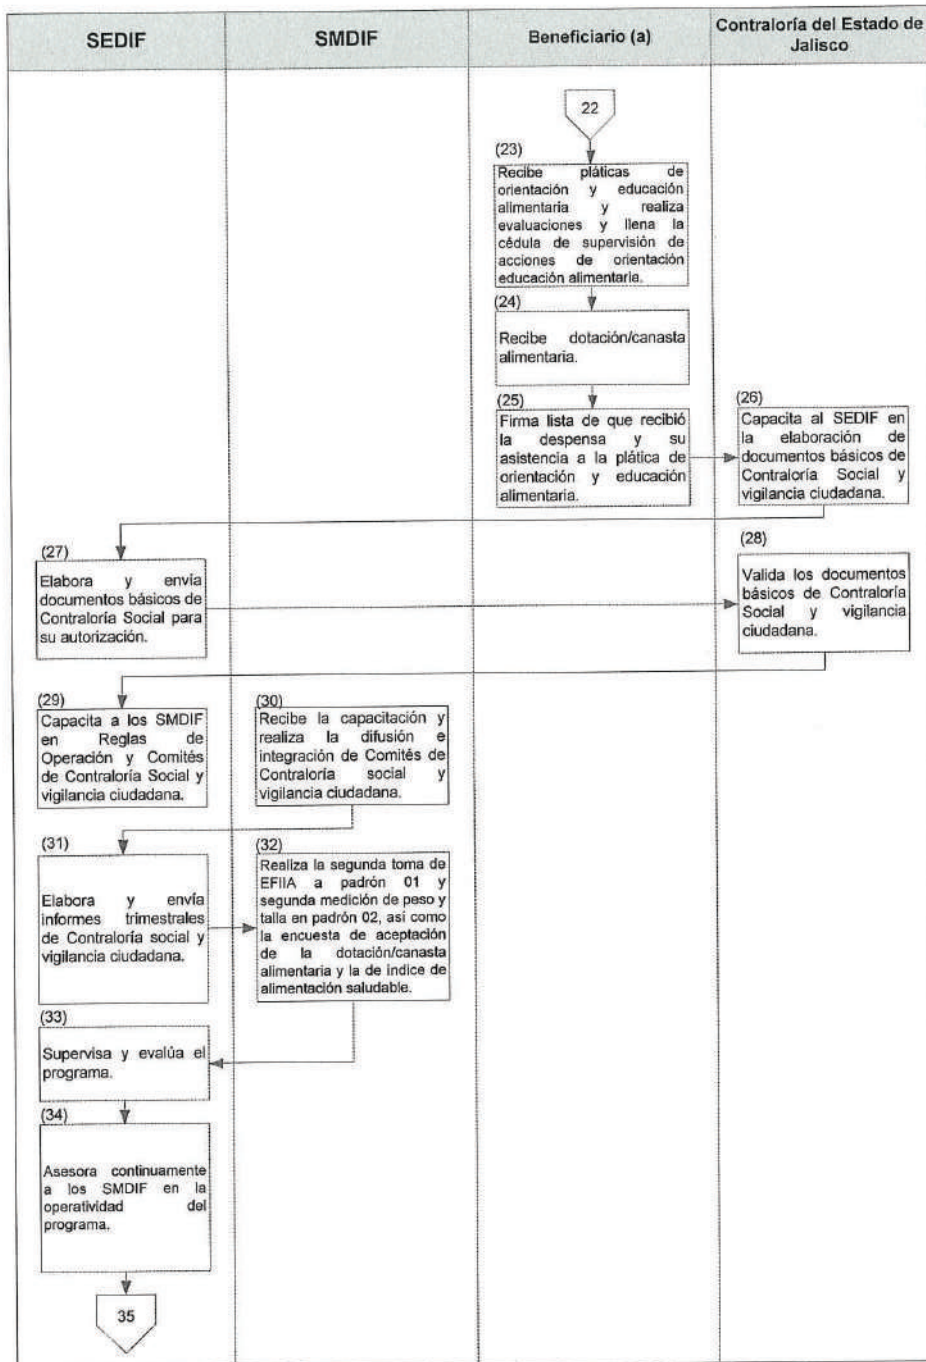 SEDIF
SMDIF
Beneficiario (a)
Contraloría del Estado de
Jalisco
22
(23)
Recibe pláticas de
orientación y educación
alimentaria y realiza
evaluaciones y llena la
cédula de supervisión de
acciones de orientación
educación alimentaria.
(24)
Recibe dotación/canasta
alimentaria.
(25)
Firma lista de que recibió
la despensa y su
asistencia a la plática de
orientación y educación
alimentaria.
(26)
Capacita al SEDIF en
la elaboración de
documentos básicos de
Contraloría Social y
vigilancia ciudadana.
(27)
Elabora y envía
documentos básicos de
Contraloría Social para
su autorización.
(28)
Valida los documentos
básicos de Contraloría
Social y vigilancia
ciudadana.
(29)
Capacita a los SMDIF
en Reglas de
Operación y Comités
de Contraloría Social y
vigilancia ciudadana.
(30)
Recibe la capacitación y
realiza la difusión e
integración de Comités de
Contraloría social y
vigilancia ciudadana.
(31)
Elabora y envía
informes trimestrales
de Contraloría social y
vigilancia ciudadana.
(32)
Realiza la segunda toma de
EFIIA a padrón 01 y
segunda medición de peso y
talla en padrón 02, así como
la encuesta de aceptación
de la dotación/canasta
alimentaria y la de índice de
alimentación saludable.
(33)
Supervisa y evalúa el
programa.
(34)
Asesora continuamente
a los SMDIF en la
operatividad del
programa.
35